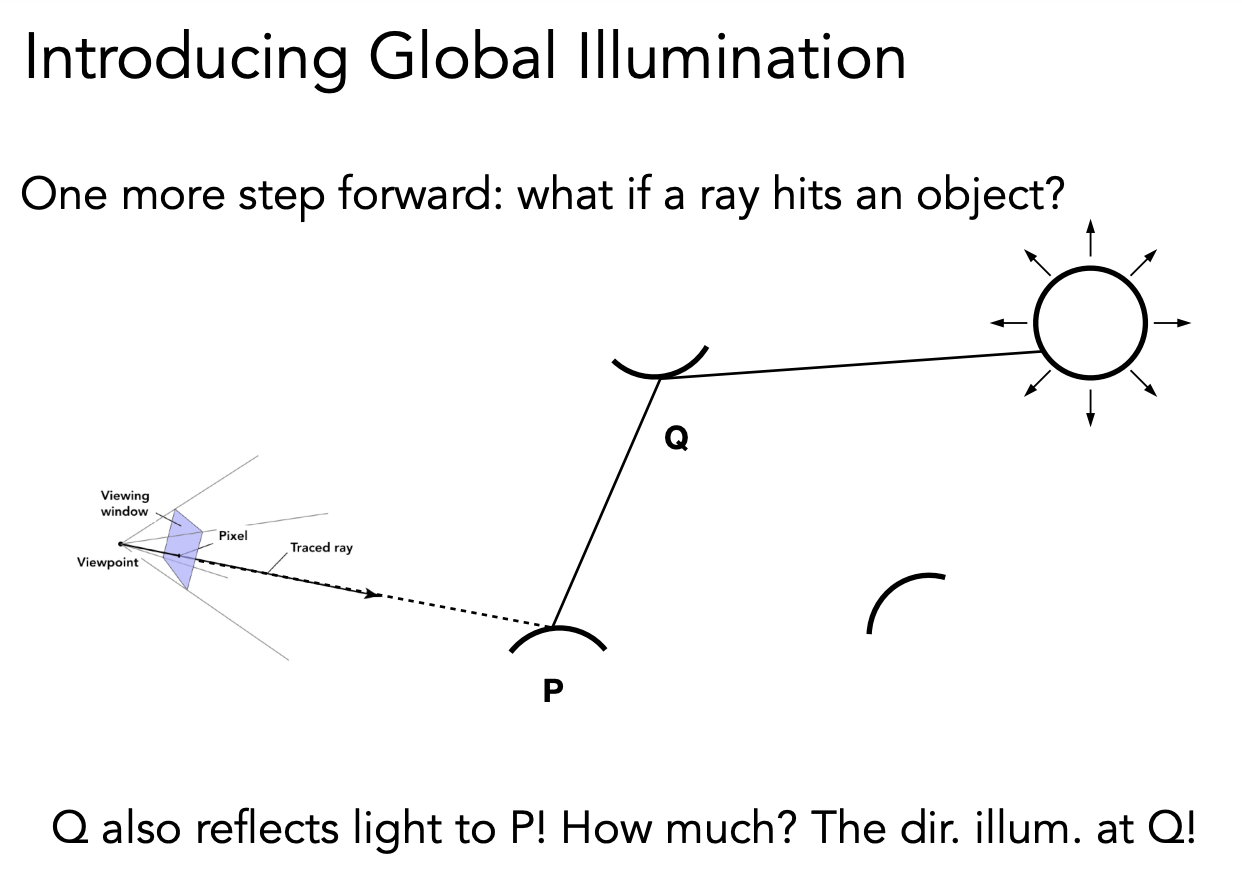 Introducing Global Illumination
One more step forward: what if a ray hits an object?
Q
Viewing
window
Pixel
Traced ray
Viewpoint
P
Q also reflects light to P! How much? The dir. illum. at Q!